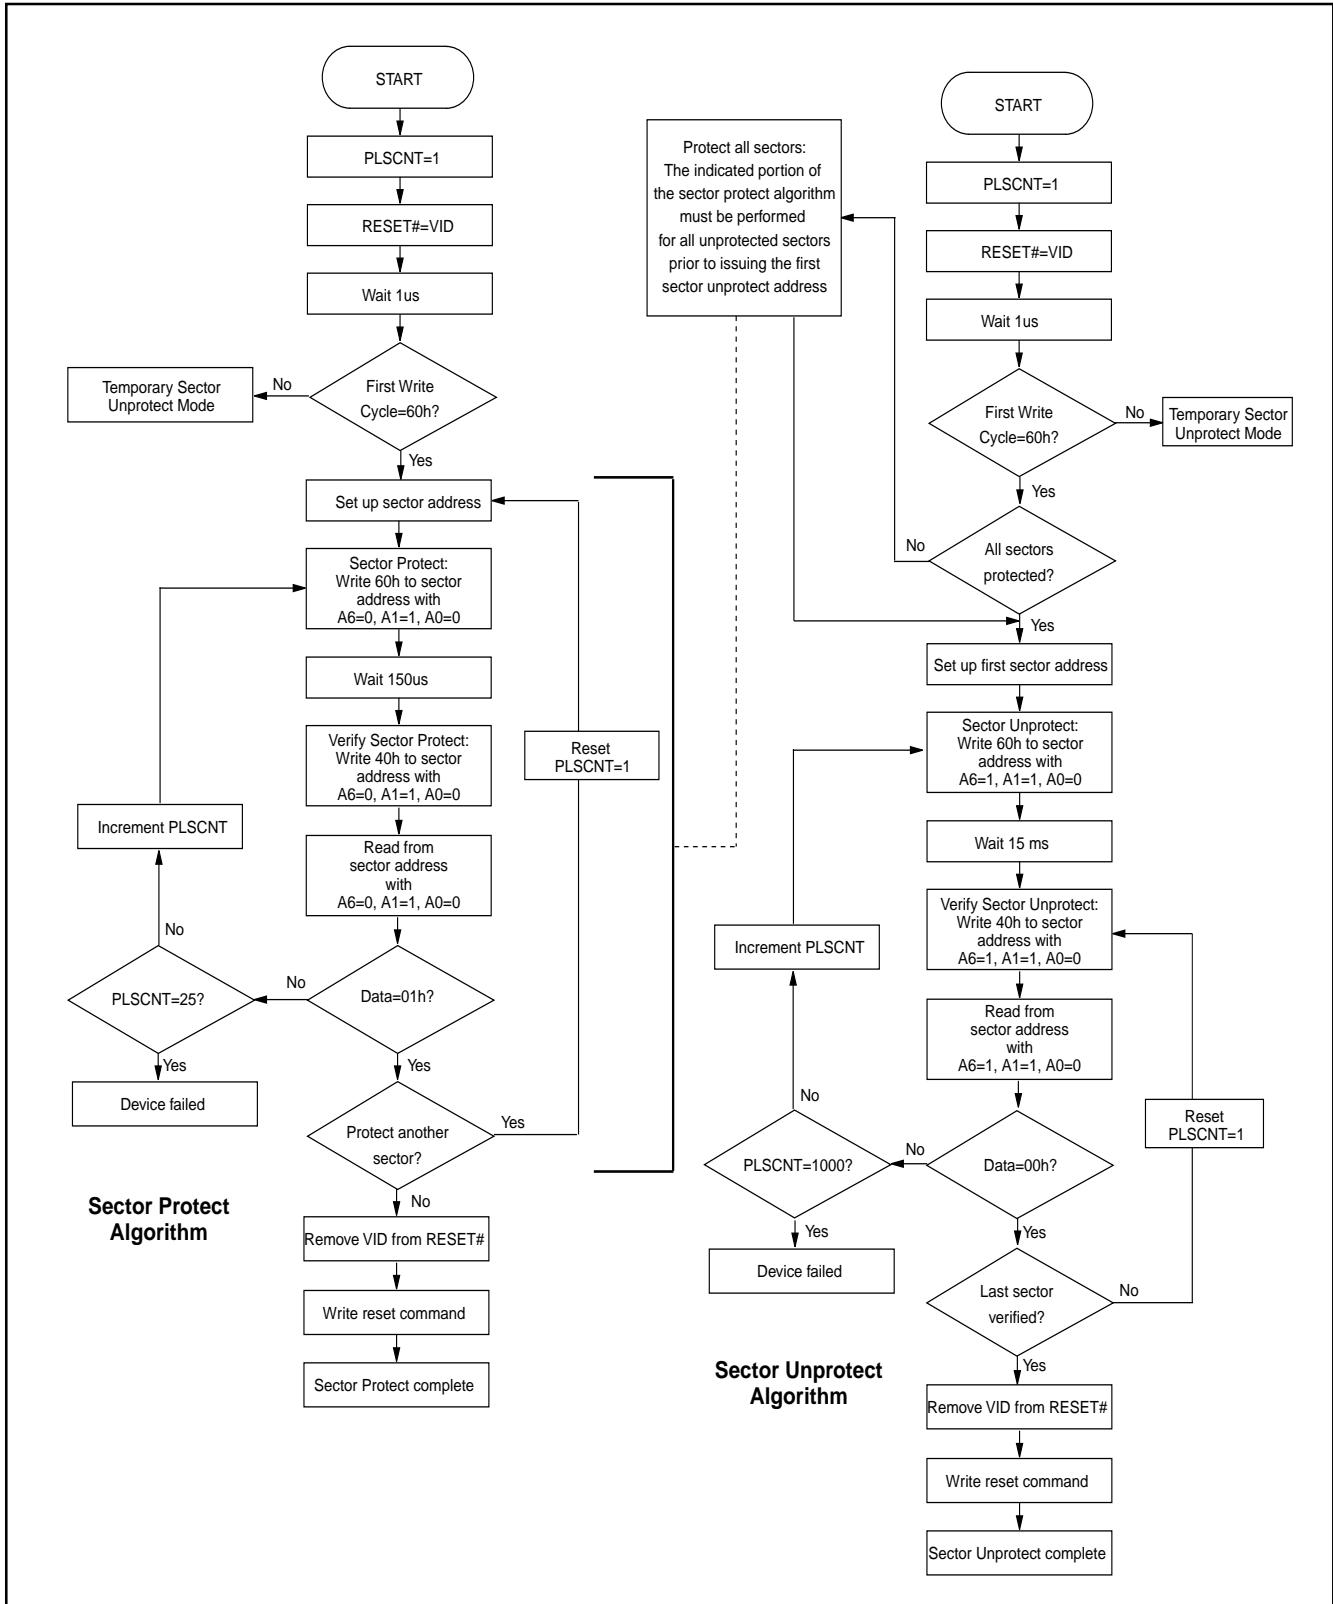 START
PLSCNT=1
RESET#=VID
Wait 1us
First Write
Cycle=60h?
No
Temporary Sector
Unprotect Mode
Yes
Set up sector address
Sector Protect:
Write 60h to sector
address with
A6=0, A1=1, A0=0
Wait 150us
Verify Sector Protect:
Write 40h to sector
address with
A6=0, A1=1, A0=0
Reset
PLSCNT=1
Increment PLSCNT
Read from
sector address
with
A6=0, A1=1, A0=0
No
PLSCNT=25?
No
Data=01h?
Yes
Yes
Device failed
Protect another
sector?
Yes
No
Sector Protect
Algorithm
Remove VID from RESET#
Write reset command
Sector Protect complete
START
Protect all sectors:
The indicated portion of
the sector protect algorithm
must be performed
for all unprotected sectors
prior to issuing the first
sector unprotect address
PLSCNT=1
RESET#=VID
Wait 1us
First Write
Cycle=60h?
No
Temporary Sector
Unprotect Mode
Yes
No
All sectors
protected?
Yes
Set up first sector address
Sector Unprotect:
Write 60h to sector
address with
A6=1, A1=1, A0=0
Wait 15 ms
Verify Sector Unprotect:
Write 40h to sector
address with
A6=1, A1=1, A0=0
Increment PLSCNT
Read from
sector address
with
A6=1, A1=1, A0=0
No
Reset
PLSCNT=1
PLSCNT=1000?
No
Data=00h?
Yes
Yes
Device failed
Last sector
verified?
No
Yes
Sector Unprotect
Algorithm
Remove VID from RESET#
Write reset command
Sector Unprotect complete